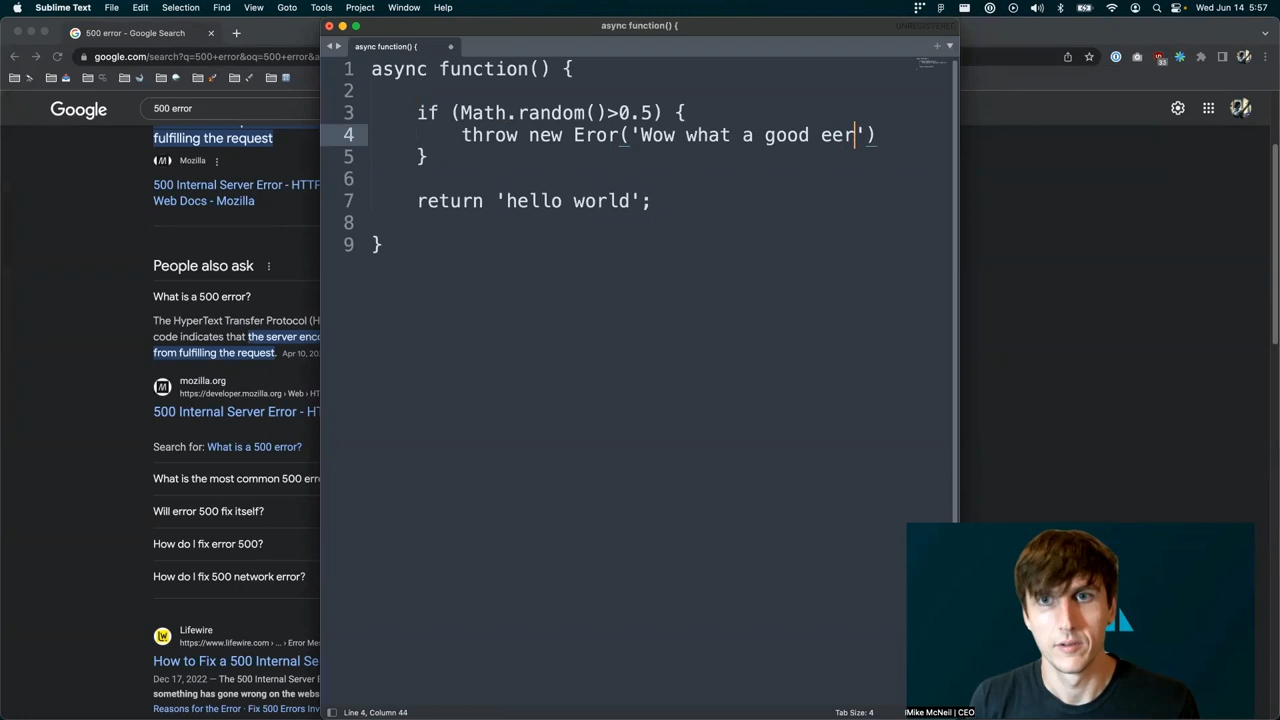 Sublime Text File Edit Selection Find View Goto Tools Project Window Help
Wed Jun 14 5:57
500 error - Google Search
google.com/search?q=500+error&oq=500+error&a
33
Google
500 error
fulfilling the request
Mozilla
500 Internal Server Error - HTTP
Web Docs - Mozilla
People also ask
What is a 500 error?
The HyperText Transfer Protocol (H
code indicates that the server enc
from fulfilling the request. Apr 10, 20
mozilla.org
https://developer.mozilla.org › Web › HT
500 Internal Server Error - H
Search for: What is a 500 error?
What is the most common 500 erro
Will error 500 fix itself?
How do I fix error 500?
How do I fix 500 network error?
Lifewire
https://www.lifewire.com › ... › Error Mes
How to Fix a 500 Internal Se
Dec 17, 2022 — The 500 Internal Server E
something has gone wrong on the webs
Reasons for the Error · Fix 500 Errors Invo
async function() {
UNREGISTERED
async function() {
1 async function() {
2
3 if (Math.random()>0.5) {
4 throw new Eror('Wow what a good eer')
5 }
6
7 return 'hello world';
8
9 }
Line 4, Column 44
Tab Size: 4
Mike McNeil | CEO